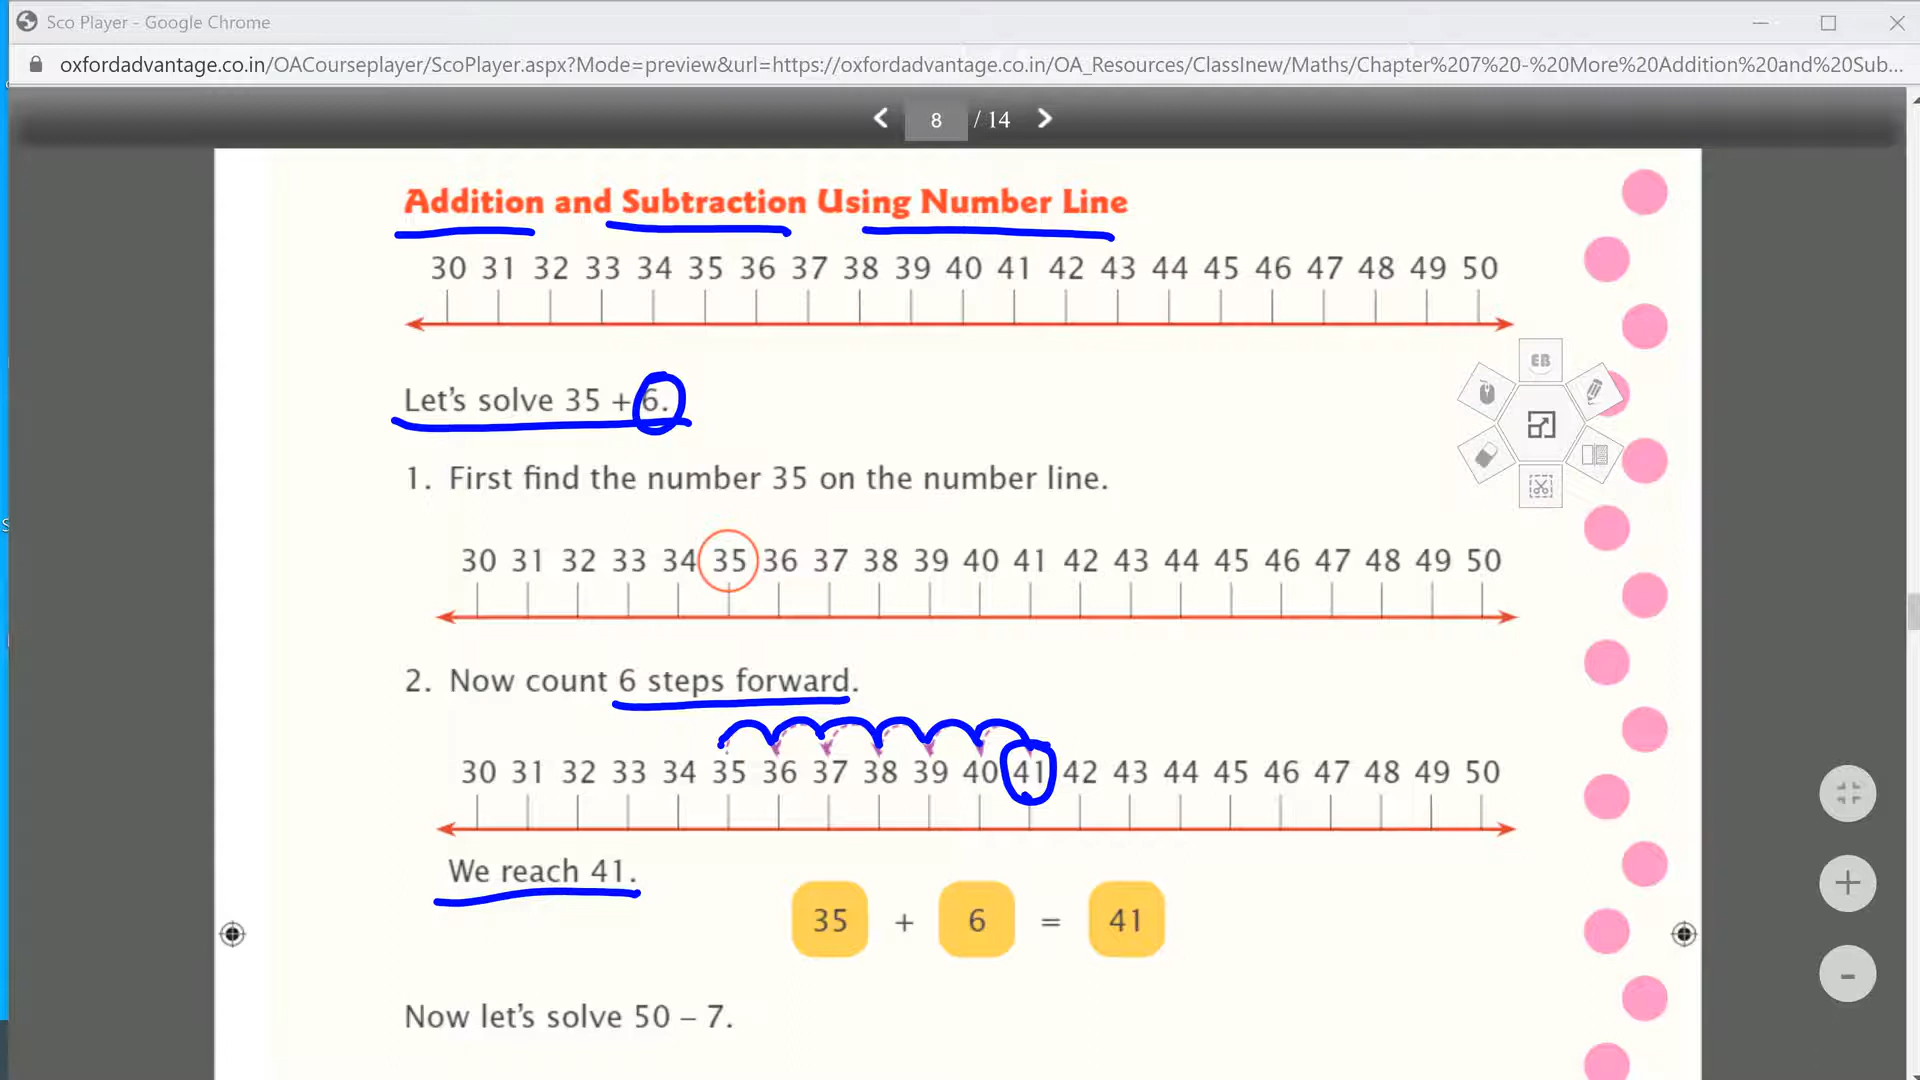 Sco Player - Google Chrome
oxfordadvantage.co.in/OACourseplayer/ScoPlayer.aspx?Mode=preview&url=https://oxfordadvantage.co.in/OA_Resources/ClassInew/Maths/Chapter%207%20-%20More%20Addition%20and%20Sub...
8 / 14
Addition and Subtraction Using Number Line
30 31 32 33 34 35 36 37 38 39 40 41 42 43 44 45 46 47 48 49 50
EB
Let's solve 35 + 6.
1. First find the number 35 on the number line.
30 31 32 33 34 35 36 37 38 39 40 41 42 43 44 45 46 47 48 49 50
2. Now count 6 steps forward.
30 31 32 33 34 35 36 37 38 39 40 41 42 43 44 45 46 47 48 49 50
We reach 41.
35 + 6 = 41
Now let's solve 50 – 7.